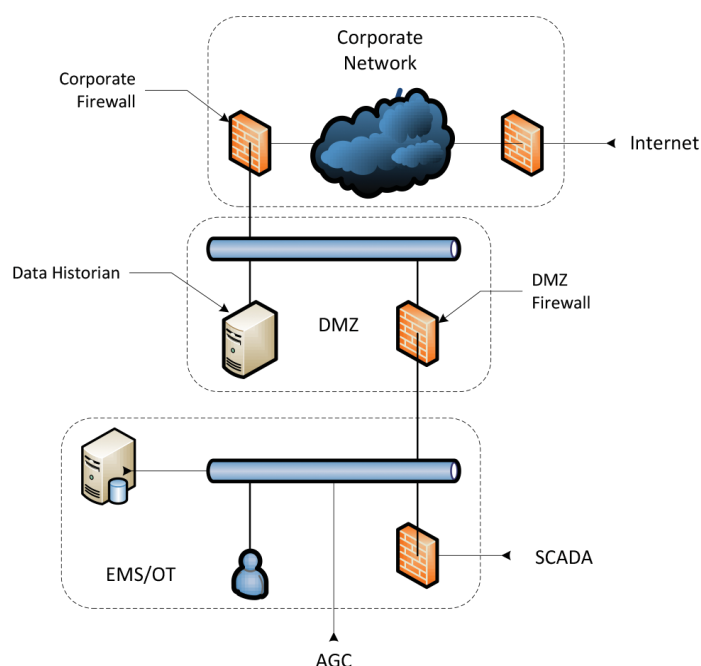 Corporate
Network
Corporate
Firewall
Internet
Data Historian
DMZ
DMZ
Firewall
EMS/OT
SCADA
AGC